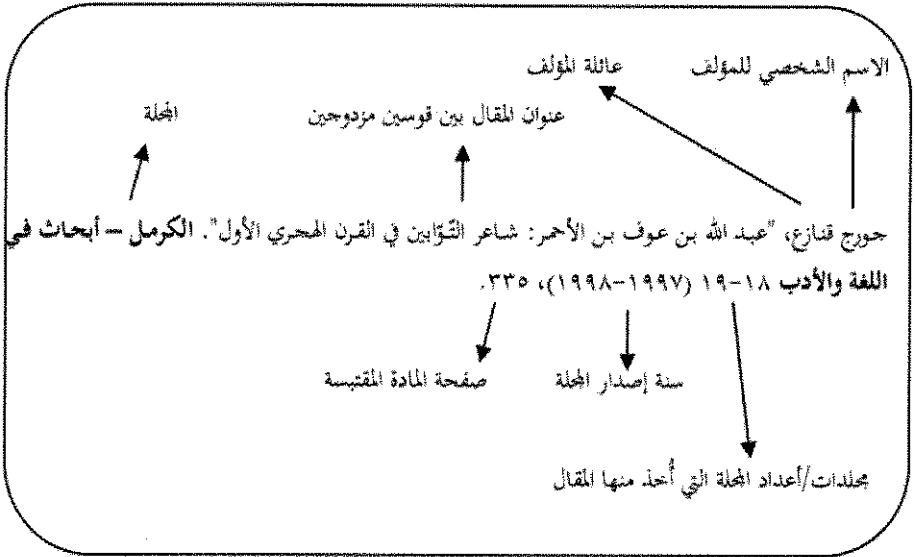 الاسم الشخصي للمؤلف عائلة المؤلف
عنوان المقال بين قوسين مزدوجين المجلة
جورج قنازع، "عبد الله بن عوف بن الأحمر: شاعر التّوّابين في القرن الهجري الأول". الكرمل – أبحاث في
اللغة والأدب ١٨-١٩ (١٩٩٧-١٩٩٨)، ٣٣٥.
سنة إصدار المجلة صفحة المادة المقتبسة
مجلدات/أعداد المجلة التي أُخذ منها المقال